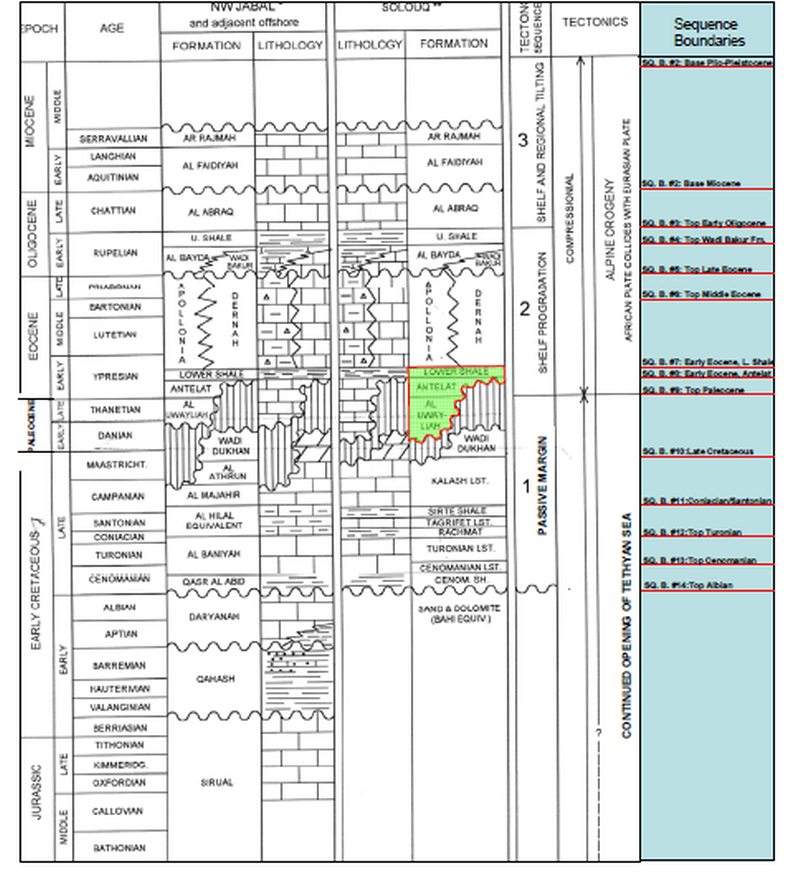 NW JABAL *
and adjacent offshore
SOLOUQ **
EPOCH
AGE
FORMATION
LITHOLOGY
LITHOLOGY
FORMATION
TECTON
SEQUENCE
TECTONICS
Sequence
Boundaries
MIOCENE
MIDDLE
EARLY
OLIGOCENE
LATE
EARLY
EOCENE
LATE
MIDDLE
EARLY
PALEOCENE
LATE
EARLY
EARLY CRETACEOUS
LATE
EARLY
JURASSIC
LATE
MIDDLE
SERRAVALLIAN
LANGHIAN
AQUITINIAN
CHATTIAN
RUPELIAN
PRIABONIAN
BARTONIAN
LUTETIAN
YPRESIAN
THANETIAN
DANIAN
MAASTRICHT.
CAMPANIAN
SANTONIAN
CONIACIAN
TURONIAN
CENOMANIAN
ALBIAN
APTIAN
BARREMIAN
HAUTERMAN
VALANGINIAN
BERRIASIAN
TITHONIAN
KIMMERIDG.
OXFORDIAN
CALLOVIAN
BATHONIAN
AR RAJMAH
AL FAIDIYAH
AL ABRAQ
U. SHALE
AL BAYDA
WADI
BAKUR
APOLLONIA
DERNAH
LOWER SHALE
ANTELAT
AL
UWAYLIAH
WADI
DUKHAN
AL
ATHRUN
AL MAJAHIR
AL HILAL
EQUIVALENT
AL BANIYAH
QASR AL ABID
DARYANAH
QAHASH
SIRUAL
AR RAJMAH
AL FAIDIYAH
AL ABRAQ
U. SHALE
AL BAYDA
WADI
BAKUR
APOLLONIA
DERNAH
LOWER SHALE
ANTELAT
AL
UWAY-
LIAH
WADI
DUKHAN
KALASH LST.
SIRTE SHALE
TAGRIFET LST.
RACHMAT
TURONIAN LST.
CENOMANIAN LST.
CENOM. SH.
SAND & DOLOMITE
(BAHI EQUIV.)
3
SHELF AND REGIONAL TILTING
2
SHELF PROGRADATION
1
PASSIVE MARGIN
COMPRESSIONAL
ALPINE OROGENY
AFRICAN PLATE COLLIDES WITH EURASIAN PLATE
CONTINUED OPENING OF TETHYAN SEA
?
SQ. B. #2: Base Plio-Pleistocene
SQ. B. #2: Base Miocene
SQ. B. #3: Top Early Oligocene
SQ. B. #4: Top Wadi Bakur Fm.
SQ. B. #5: Top Late Eocene
SQ. B. #6: Top Middle Eocene
SQ. B. #7: Early Eocene, L. Shale
SQ. B. #8: Early Eocene, Antelat
SQ. B. #9: Top Paleocene
SQ. B. #10:Late Cretaceous
SQ. B. #11:Coniacian/Santonian
SQ. B. #12:Top Turonian
SQ. B. #13:Top Cenomanian
SQ. B. #14:Top Albian